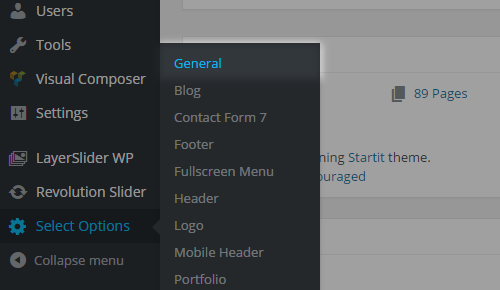 Users
Tools
Visual Composer
Settings
LayerSlider WP
Revolution Slider
Select Options
Collapse menu
General
Blog
Contact Form 7
Footer
Fullscreen Menu
Header
Logo
Mobile Header
Portfolio
89 Pages
ning Startit theme.
ouraged